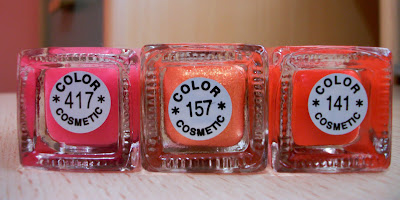 COLOR
* 417 *
COSMETIC
COLOR
* 157 *
COSMETIC
COLOR
* 141 *
COSMETIC